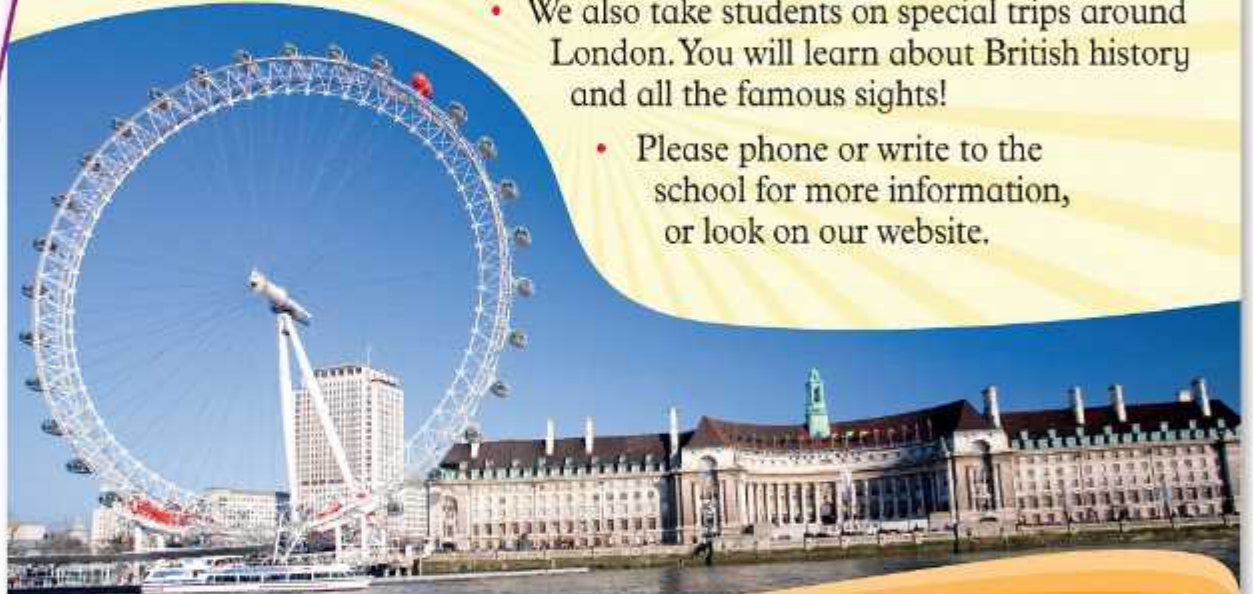 • We also take students on special trips around
London. You will learn about British history
and all the famous sights!
• Please phone or write to the
school for more information,
or look on our website.